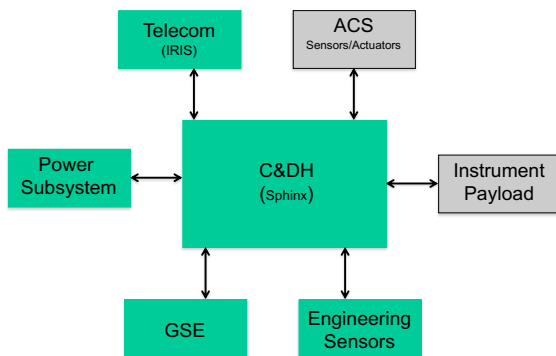 Telecom
(IRIS)
ACS
Sensors/Actuators
Power
Subsystem
C&DH
(Sphinx)
Instrument
Payload
GSE
Engineering
Sensors